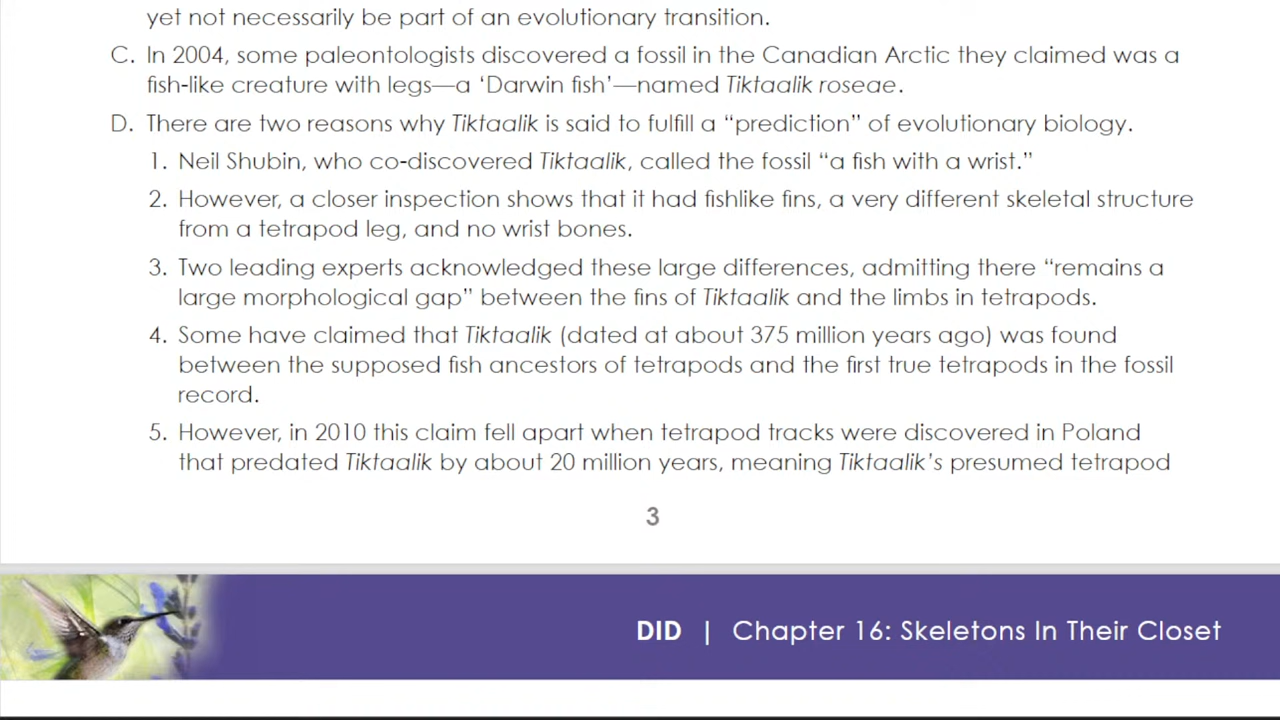 yet not necessarily be part of an evolutionary transition.
C. In 2004, some paleontologists discovered a fossil in the Canadian Arctic they claimed was a
fish-like creature with legs—a ‘Darwin fish’—named Tiktaalik roseae.
D. There are two reasons why Tiktaalik is said to fulfill a “prediction” of evolutionary biology.
1. Neil Shubin, who co-discovered Tiktaalik, called the fossil “a fish with a wrist.”
2. However, a closer inspection shows that it had fishlike fins, a very different skeletal structure
from a tetrapod leg, and no wrist bones.
3. Two leading experts acknowledged these large differences, admitting there “remains a
large morphological gap” between the fins of Tiktaalik and the limbs in tetrapods.
4. Some have claimed that Tiktaalik (dated at about 375 million years ago) was found
between the supposed fish ancestors of tetrapods and the first true tetrapods in the fossil
record.
5. However, in 2010 this claim fell apart when tetrapod tracks were discovered in Poland
that predated Tiktaalik by about 20 million years, meaning Tiktaalik’s presumed tetrapod
3
DID | Chapter 16: Skeletons In Their Closet